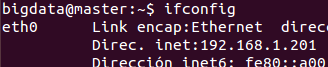 bigdata@master:~$ ifconfig
eth0 Link encap:Ethernet direc
Direc. inet:192.168.1.201
Dirección inet6: fe80::a00